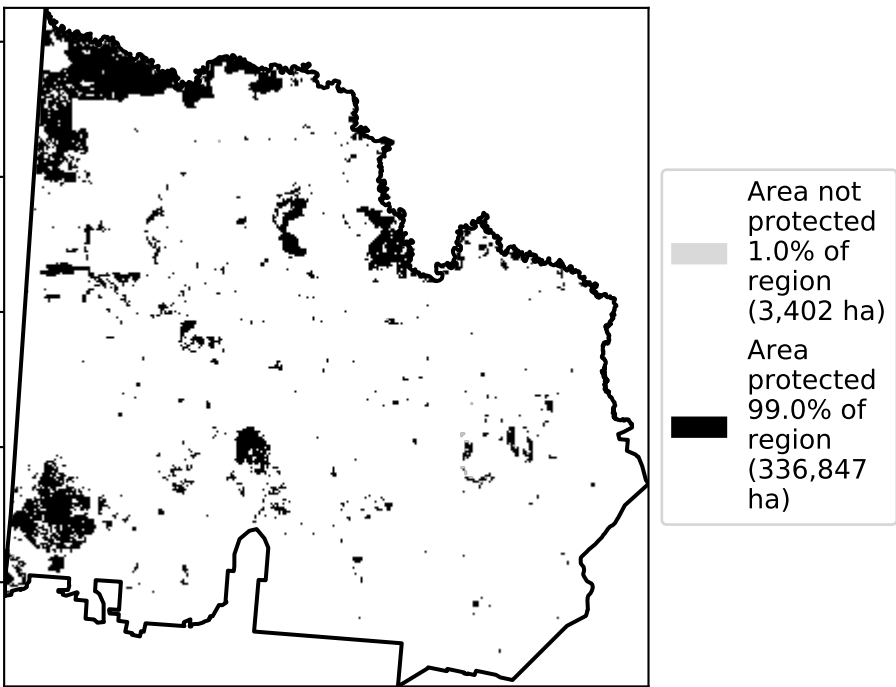 Area not
protected
1.0% of
region
(3,402 ha)
Area
protected
99.0% of
region
(336,847
ha)